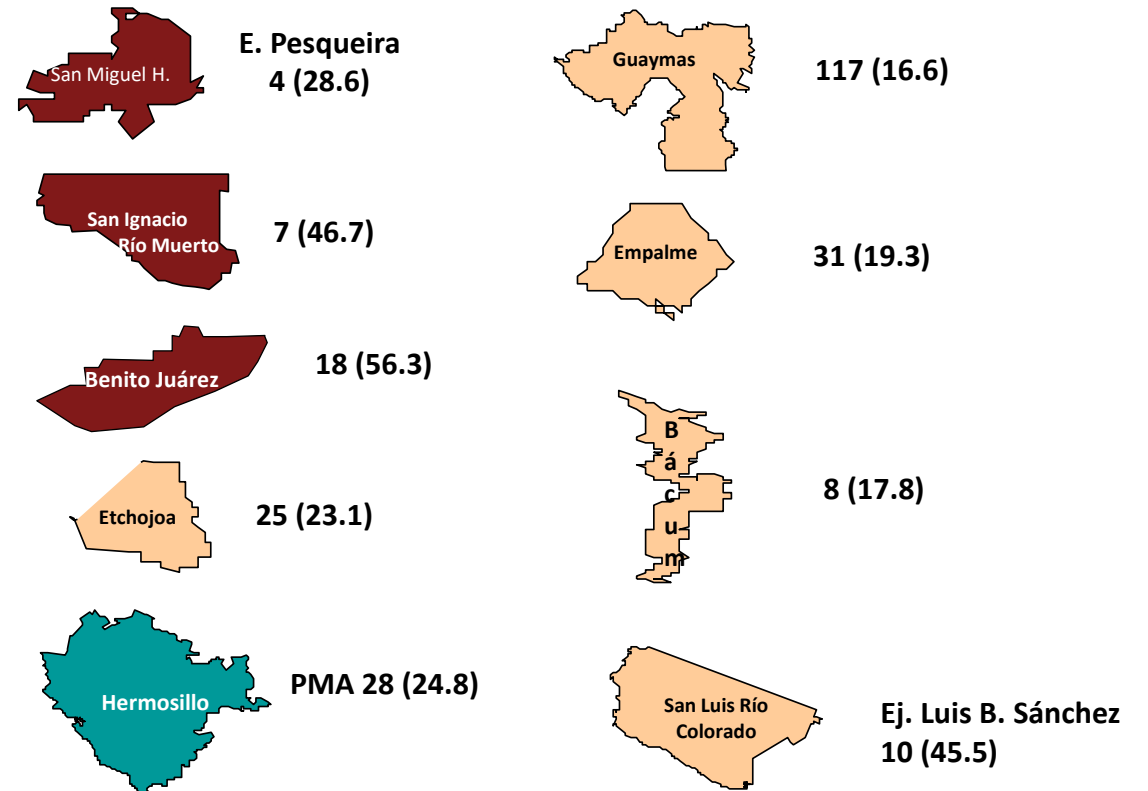 San Miguel H.
E. Pesqueira
4 (28.6)
San Ignacio
Río Muerto
7 (46.7)
Benito Juárez
18 (56.3)
Etchojoa
25 (23.1)
Hermosillo
PMA 28 (24.8)
Guaymas
117 (16.6)
Empalme
31 (19.3)
B
á
c
u
m
8 (17.8)
San Luis Río
Colorado
Ej. Luis B. Sánchez
10 (45.5)